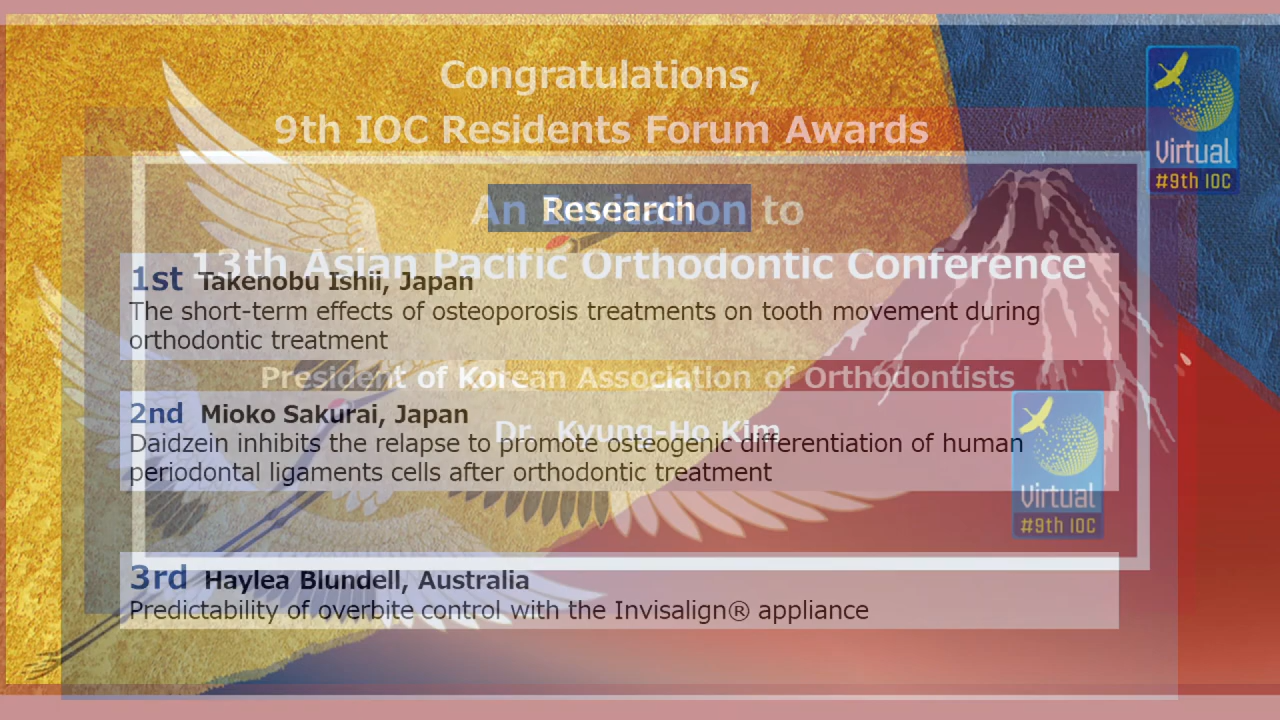 Congratulations,
9th IOC Residents Forum Awards
Virtual
#9th IOC
Research
An Invitation to
13th Asian Pacific Orthodontic Conference
1st Takenobu Ishii, Japan
The short-term effects of osteoporosis treatments on tooth movement during
orthodontic treatment
President of Korean Association of Orthodontists
2nd Mioko Sakurai, Japan
Dr. Kyung-Ho Kim
Daidzein inhibits the relapse to promote osteogenic differentiation of human
periodontal ligaments cells after orthodontic treatment
Virtual
#9th IOC
3rd Haylea Blundell, Australia
Predictability of overbite control with the Invisalign® appliance